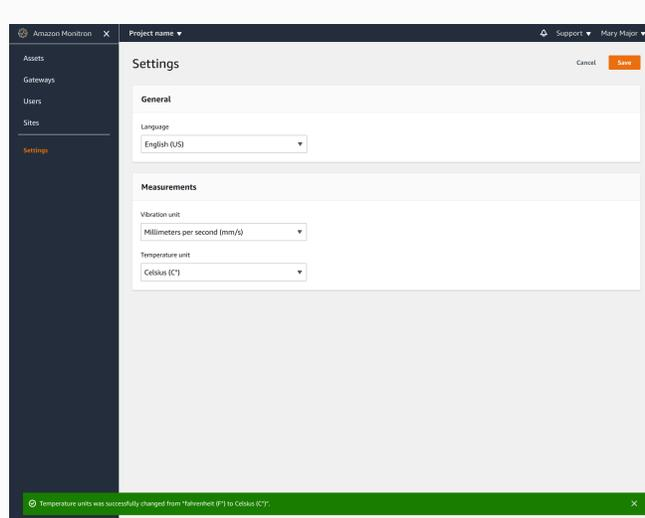 Amazon Monitron
Project name
Support
Mary Major
Assets
Gateways
Users
Sites
Settings
Settings
Cancel
Save
General
Language
English (US)
Measurements
Vibration unit
Millimeters per second (mm/s)
Temperature unit
Celsius (C°)
Temperature units was successfully changed from "fahrenheit (F°) to Celsius (C°)".